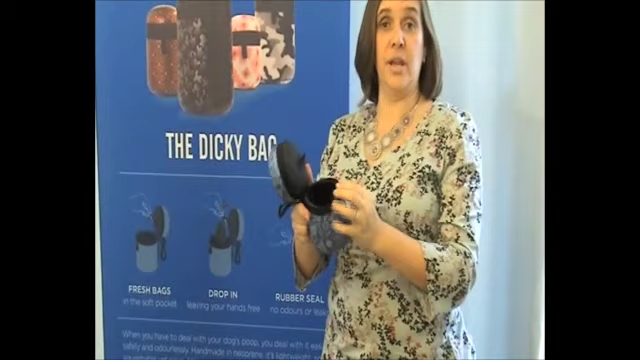 THE DICKY BAG
FRESH BAGS
in the soft pocket
DROP IN
leaving your hands free
RUBBER SEAL
no odours or leaks
When you have to deal with your dog's poop, you deal with it
safely and odourlessly. Handmade in neoprene, it's lightweight